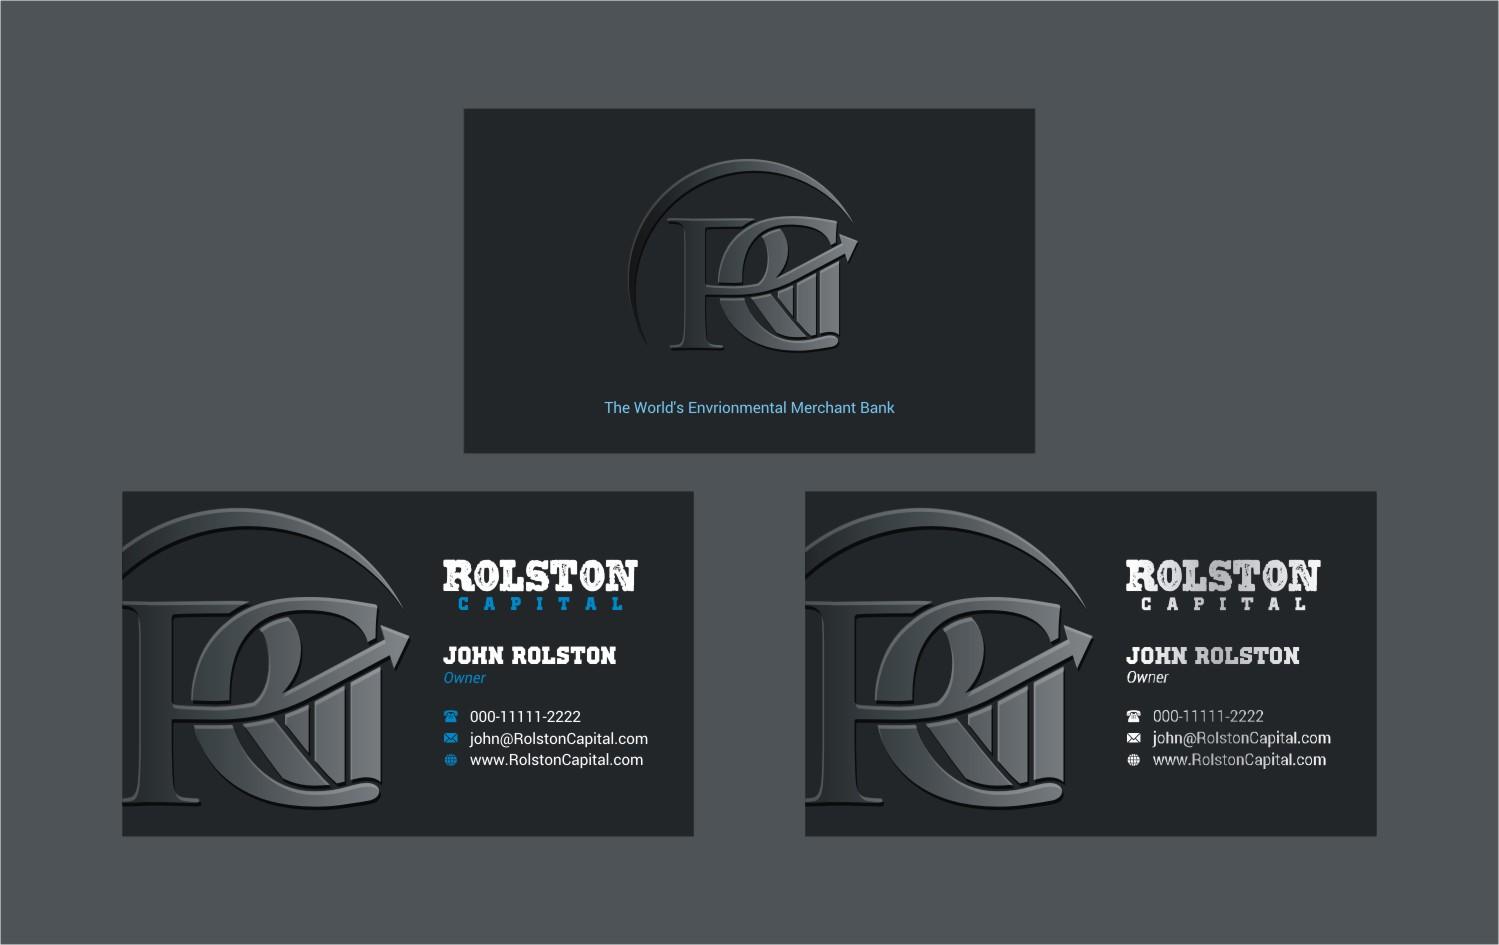 RC
The World's Envrionmental Merchant Bank
RC
ROLSTON
CAPITAL
JOHN ROLSTON
Owner
000-11111-2222
john@RolstonCapital.com
www.RolstonCapital.com
RC
ROLSTON
CAPITAL
JOHN ROLSTON
Owner
000-11111-2222
john@RolstonCapital.com
www.RolstonCapital.com